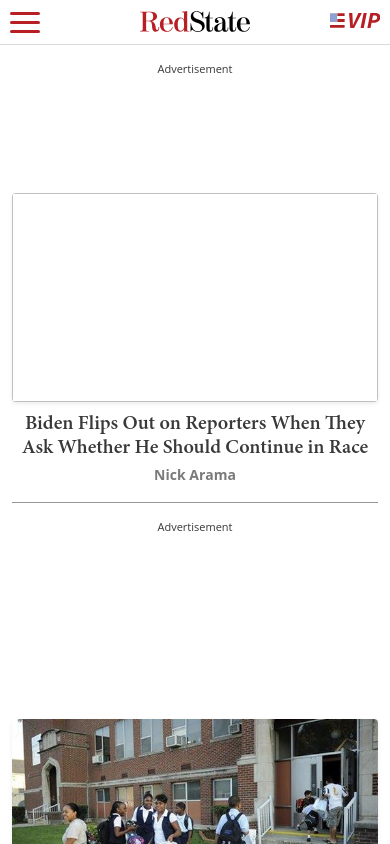 RedState
VIP
Advertisement
Biden Flips Out on Reporters When They
Ask Whether He Should Continue in Race
Nick Arama
Advertisement